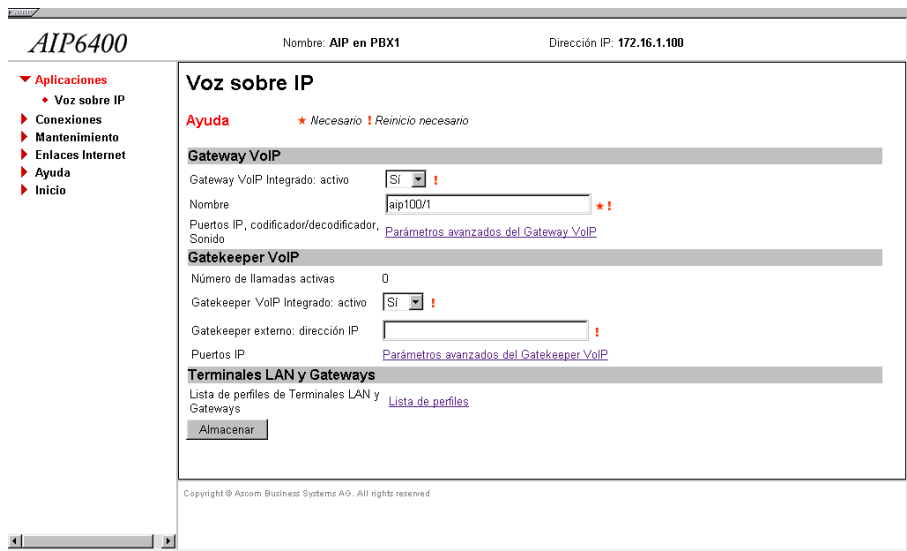 AIP6400
Nombre: AIP en PBX1
Dirección IP: 172.16.1.100
Aplicaciones
Voz sobre IP
Conexiones
Mantenimiento
Enlaces Internet
Ayuda
Inicio
Voz sobre IP
Ayuda
★ Necesario ! Reinicio necesario
Gateway VoIP
Gateway VoIP Integrado: activo Sí !
Nombre aip100/1 ★ !
Puertos IP, codificador/decodificador,
Sonido
Parámetros avanzados del Gateway VoIP
Gatekeeper VoIP
Número de llamadas activas 0
Gatekeeper VoIP Integrado: activo Sí !
Gatekeeper externo: dirección IP !
Puertos IP Parámetros avanzados del Gatekeeper VoIP
Terminales LAN y Gateways
Lista de perfiles de Terminales LAN y
Gateways
Lista de perfiles
Almacenar
Copyright © Ascom Business Systems AG. All rights reserved